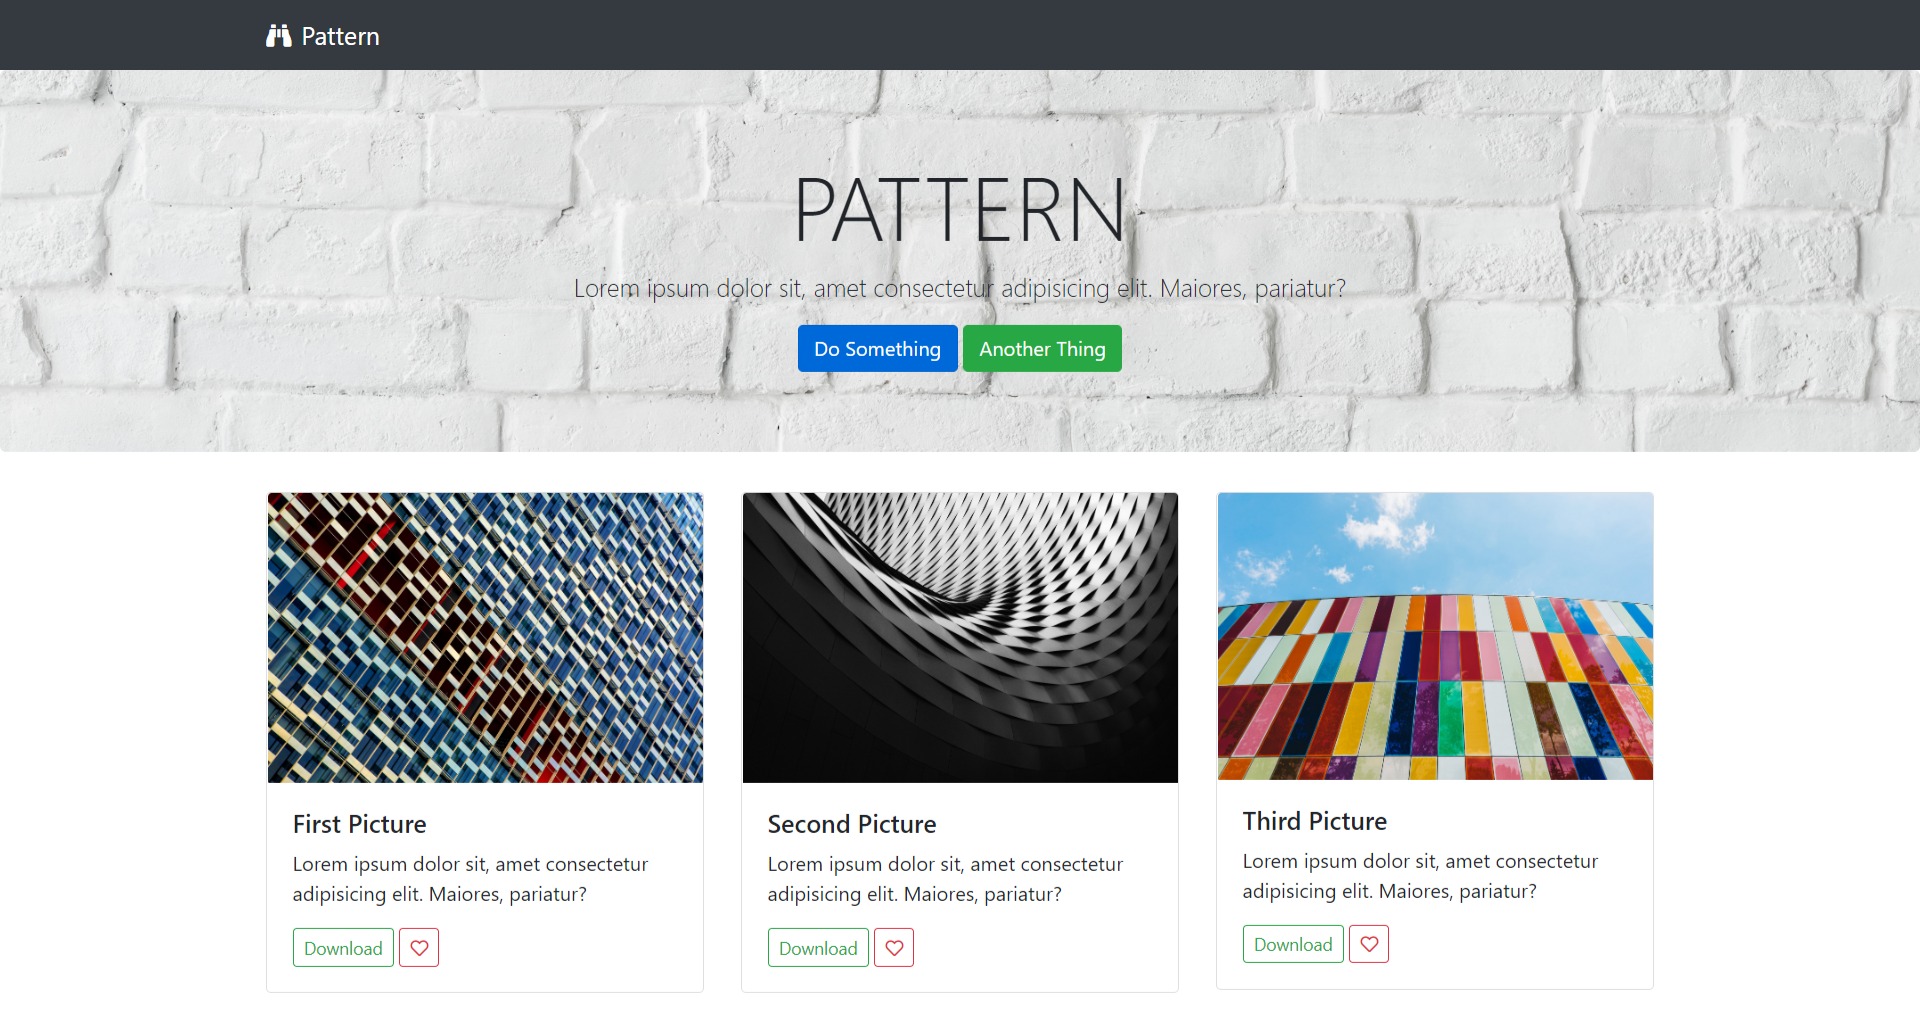 Pattern
PATTERN
Lorem ipsum dolor sit, amet consectetur adipisicing elit. Maiores, pariatur?
Do Something Another Thing
First Picture
Lorem ipsum dolor sit, amet consectetur
adipisicing elit. Maiores, pariatur?
Download
Second Picture
Lorem ipsum dolor sit, amet consectetur
adipisicing elit. Maiores, pariatur?
Download
Third Picture
Lorem ipsum dolor sit, amet consectetur
adipisicing elit. Maiores, pariatur?
Download